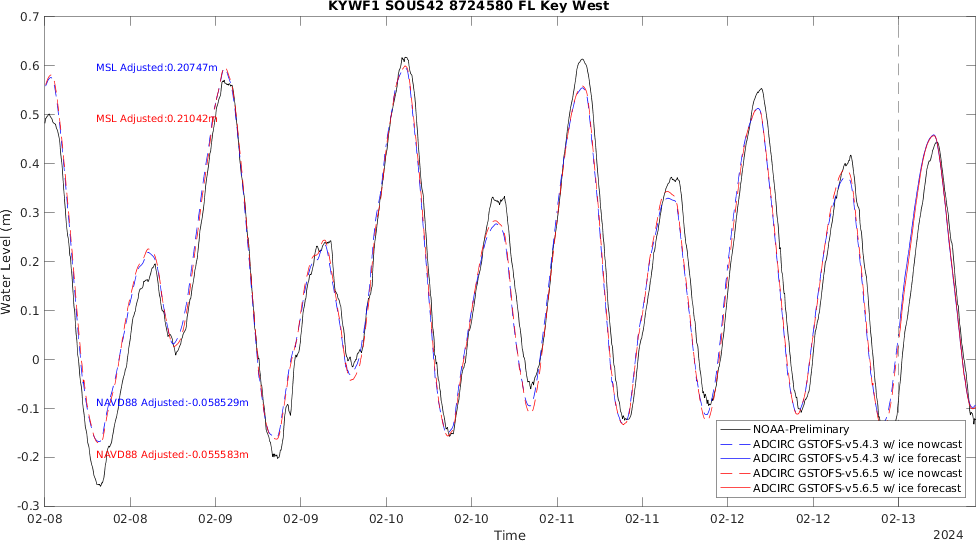 KYWF1 SOUS42 8724580 FL Key West
0.7
0.6
0.5
0.4
0.3
0.2
0.1
0
-0.1
-0.2
-0.3
Water Level (m)
MSL Adjusted:0.20747m
MSL Adjusted:0.21042m
NAVD88 Adjusted:-0.058529m
NAVD88 Adjusted:-0.055583m
NOAA-Preliminary
ADCIRC GSTOFS-v5.4.3 w/ ice nowcast
ADCIRC GSTOFS-v5.4.3 w/ ice forecast
ADCIRC GSTOFS-v5.6.5 w/ ice nowcast
ADCIRC GSTOFS-v5.6.5 w/ ice forecast
02-08 02-08 02-09 02-09 02-10 02-10 02-11 02-11 02-12 02-12 02-13
Time
2024